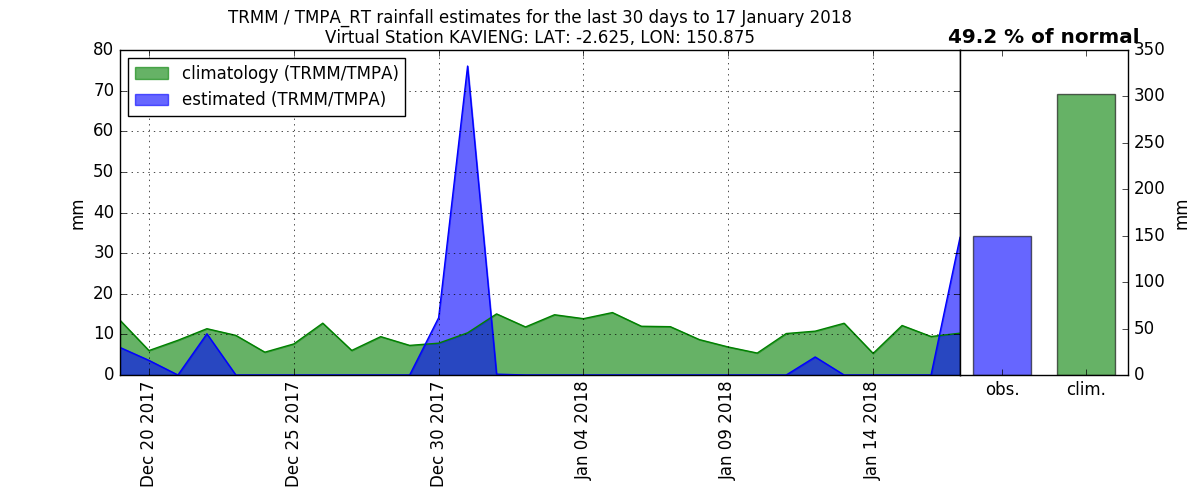 TRMM / TMPA_RT rainfall estimates for the last 30 days to 17 January 2018
Virtual Station KAVIENG: LAT: -2.625, LON: 150.875
49.2 % of normal
climatology (TRMM/TMPA)
estimated (TRMM/TMPA)
80
70
60
50
40
30
20
10
0
mm
Dec 20 2017
Dec 25 2017
Dec 30 2017
Jan 04 2018
Jan 09 2018
Jan 14 2018
350
300
250
200
150
100
50
0
mm
obs.
clim.